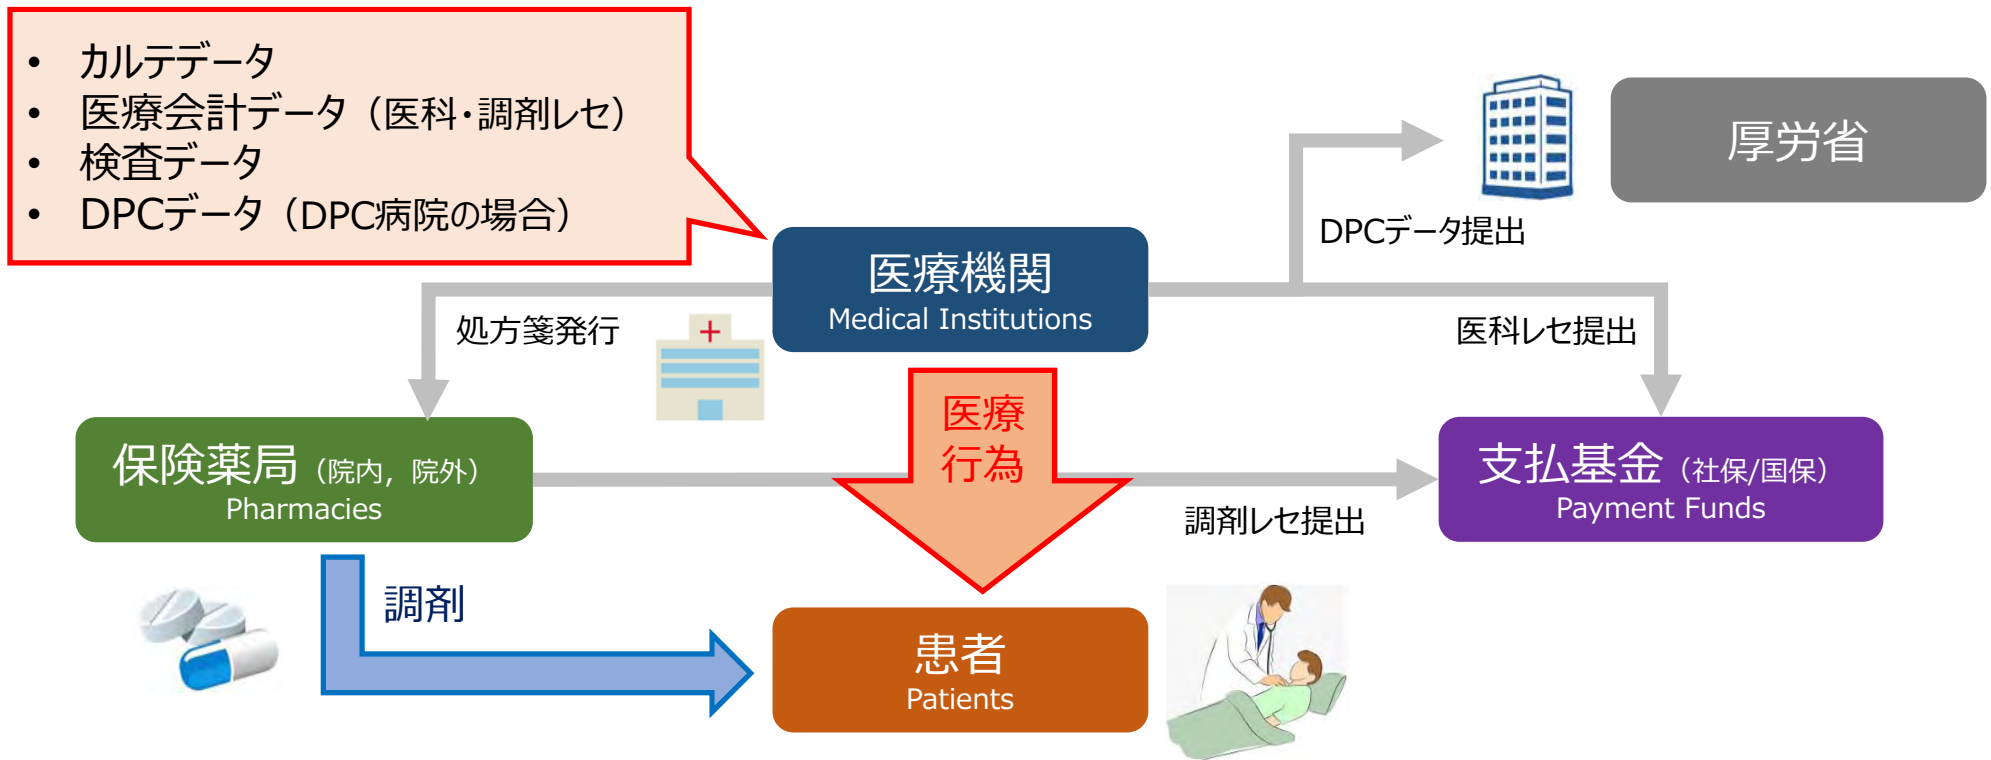 • カルテデータ
• 医療会計データ（医科・調剤レセ）
• 検査データ
• DPCデータ（DPC病院の場合）
厚労省
DPCデータ提出
医療機関
Medical Institutions
処方箋発行
医科レセ提出
医療
行為
保険薬局（院内，院外）
Pharmacies
支払基金（社保/国保）
Payment Funds
調剤レセ提出
調剤
患者
Patients